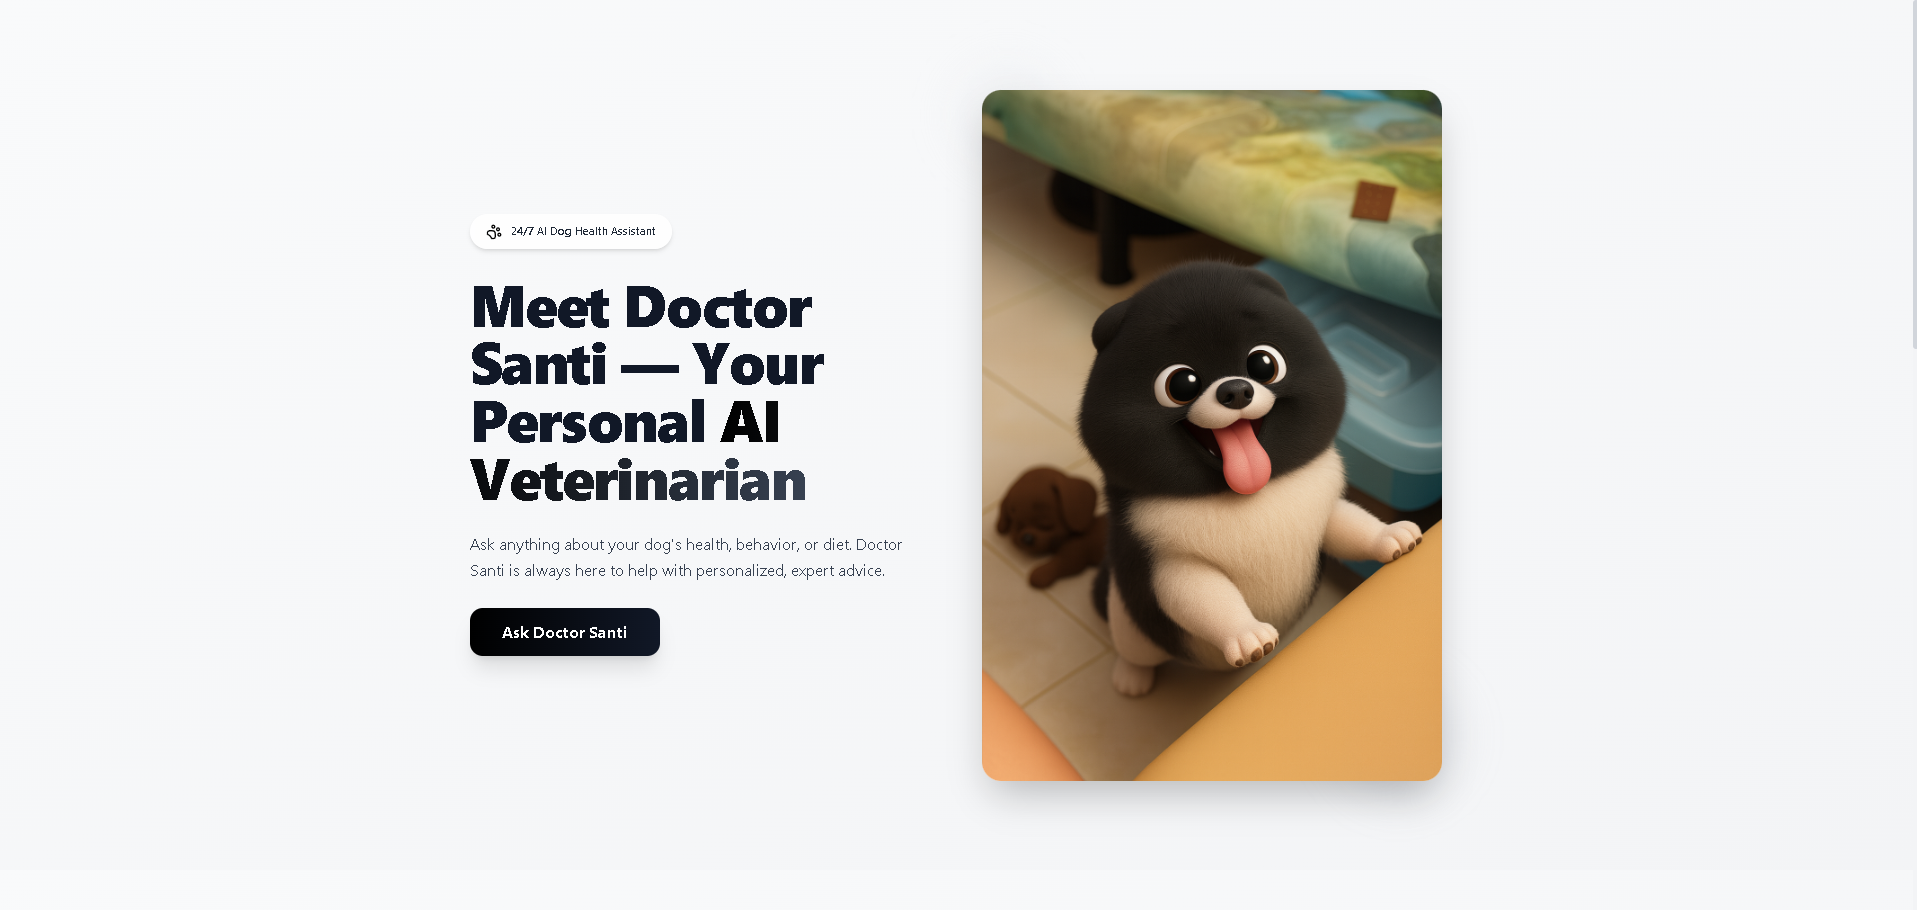 24/7 AI Dog Health Assistant
Meet Doctor
Santi — Your
Personal AI
Veterinarian
Ask anything about your dog's health, behavior, or diet. Doctor
Santi is always here to help with personalized, expert advice.
Ask Doctor Santi